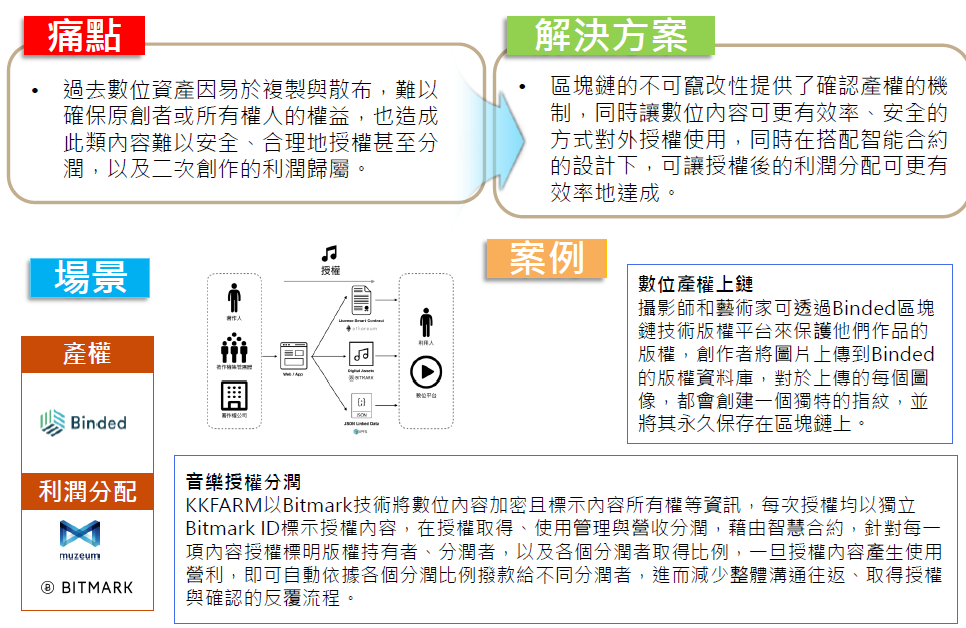 痛點
• 過去數位資產因易於複製與散布，難以
確保原創者或所有權人的權益，也造成
此類內容難以安全、合理地授權甚至分
潤，以及二次創作的利潤歸屬。
解決方案
• 區塊鏈的不可竄改性提供了確認產權的機
制，同時讓數位內容可更有效率、安全的
方式對外授權使用，同時在搭配智能合約
的設計下，可讓授權後的利潤分配可更有
效率地達成。
場景
產權
Binded
利潤分配
muzeum
BITMARK
授權
著作人
著作權集管團體
著作權公司
Web / App
License Smart Contract
ethereum
Digital Assets
BITMARK
{;}
JSON
JSON Linked Data
IPFS
利用人
數位平台
案例
數位產權上鏈
攝影師和藝術家可透過Binded區塊
鏈技術版權平台來保護他們作品的
版權，創作者將圖片上傳到Binded
的版權資料庫，對於上傳的每個圖
像，都會創建一個獨特的指紋，並
將其永久保存在區塊鏈上。
音樂授權分潤
KKFARM以Bitmark技術將數位內容加密且標示內容所有權等資訊，每次授權均以獨立
Bitmark ID標示授權內容，在授權取得、使用管理與營收分潤，藉由智慧合約，針對每一
項內容授權標明版權持有者、分潤者，以及各個分潤者取得比例，一旦授權內容產生使用
營利，即可自動依據各個分潤比例撥款給不同分潤者，進而減少整體溝通往返、取得授權
與確認的反覆流程。